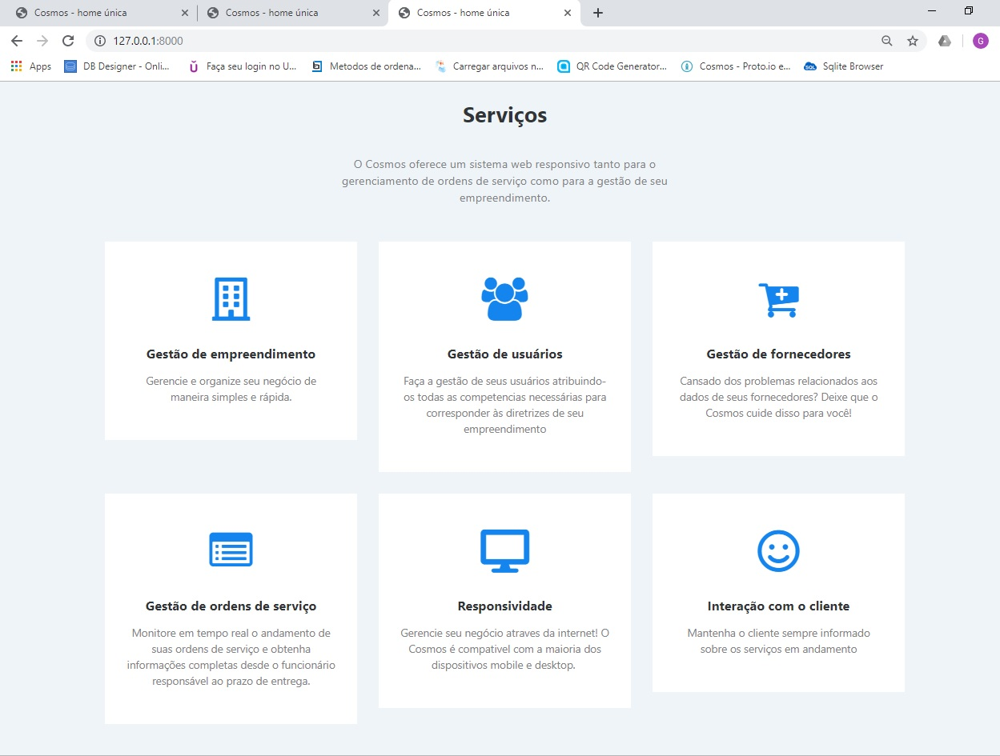 Cosmos - home única
Cosmos - home única
Cosmos - home única
127.0.0.1:8000
G
Apps
DB Designer - Onli...
Faça seu login no U...
Metodos de ordena...
Carregar arquivos n...
QR Code Generator...
Cosmos - Proto.io e...
SQL
Sqlite Browser
Serviços
O Cosmos oferece um sistema web responsivo tanto para o
gerenciamento de ordens de serviço como para a gestão de seu
empreendimento.
Gestão de empreendimento
Gerencie e organize seu negócio de
maneira simples e rápida.
Gestão de usuários
Faça a gestão de seus usuários atribuindo-
os todas as competencias necessárias para
corresponder às diretrizes de seu
empreendimento
Gestão de fornecedores
Cansado dos problemas relacionados aos
dados de seus fornecedores? Deixe que o
Cosmos cuide disso para você!
Gestão de ordens de serviço
Monitore em tempo real o andamento de
suas ordens de serviço e obtenha
informações completas desde o funcionário
responsável ao prazo de entrega.
Responsividade
Gerencie seu negócio atraves da internet! O
Cosmos é compativel com a maioria dos
dispositivos mobile e desktop.
Interação com o cliente
Mantenha o cliente sempre informado
sobre os serviços em andamento